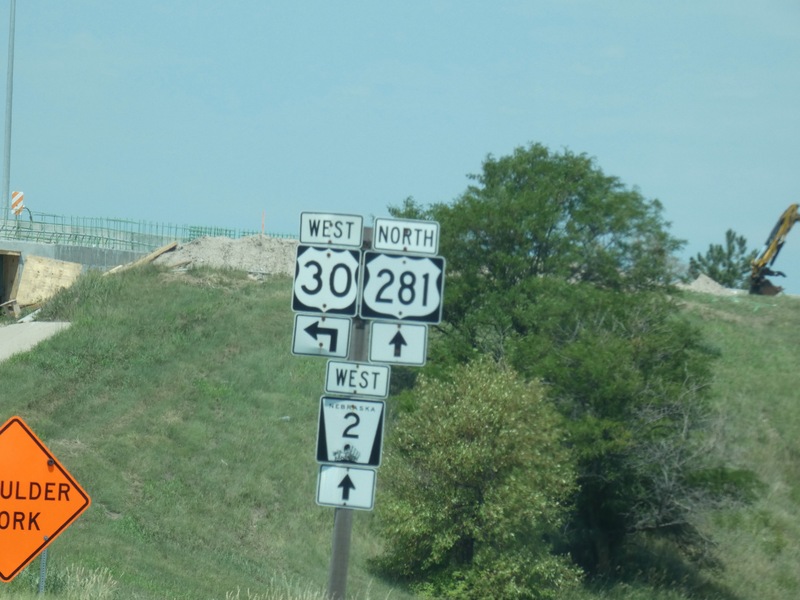 WEST
NORTH
30
281
WEST
NEBRASKA
2
ULDER
ORK